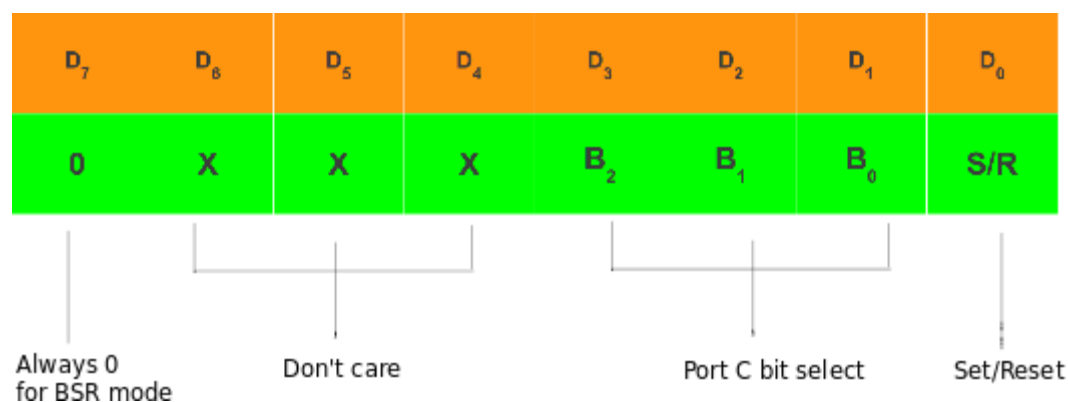 D₇ D₆ D₅ D₄ D₃ D₂ D₁ D₀
0 X X X B₂ B₁ B₀ S/R
Always 0
for BSR mode
Don't care
Port C bit select
Set/Reset